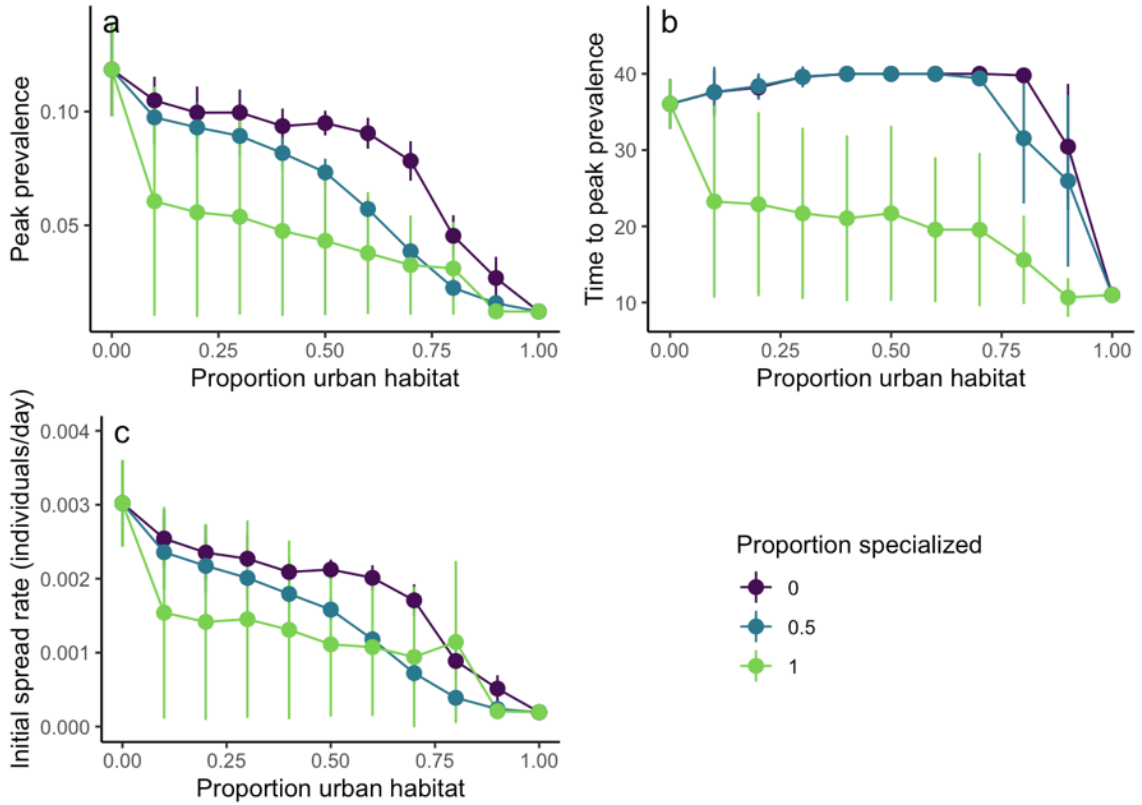 a
Peak prevalence
0.10
0.05
0.00 0.25 0.50 0.75 1.00
Proportion urban habitat
b
Time to peak prevalence
40
30
20
10
0.00 0.25 0.50 0.75 1.00
Proportion urban habitat
c
Initial spread rate (individuals/day)
0.004
0.003
0.002
0.001
0.000
0.00 0.25 0.50 0.75 1.00
Proportion urban habitat
Proportion specialized
0
0.5
1